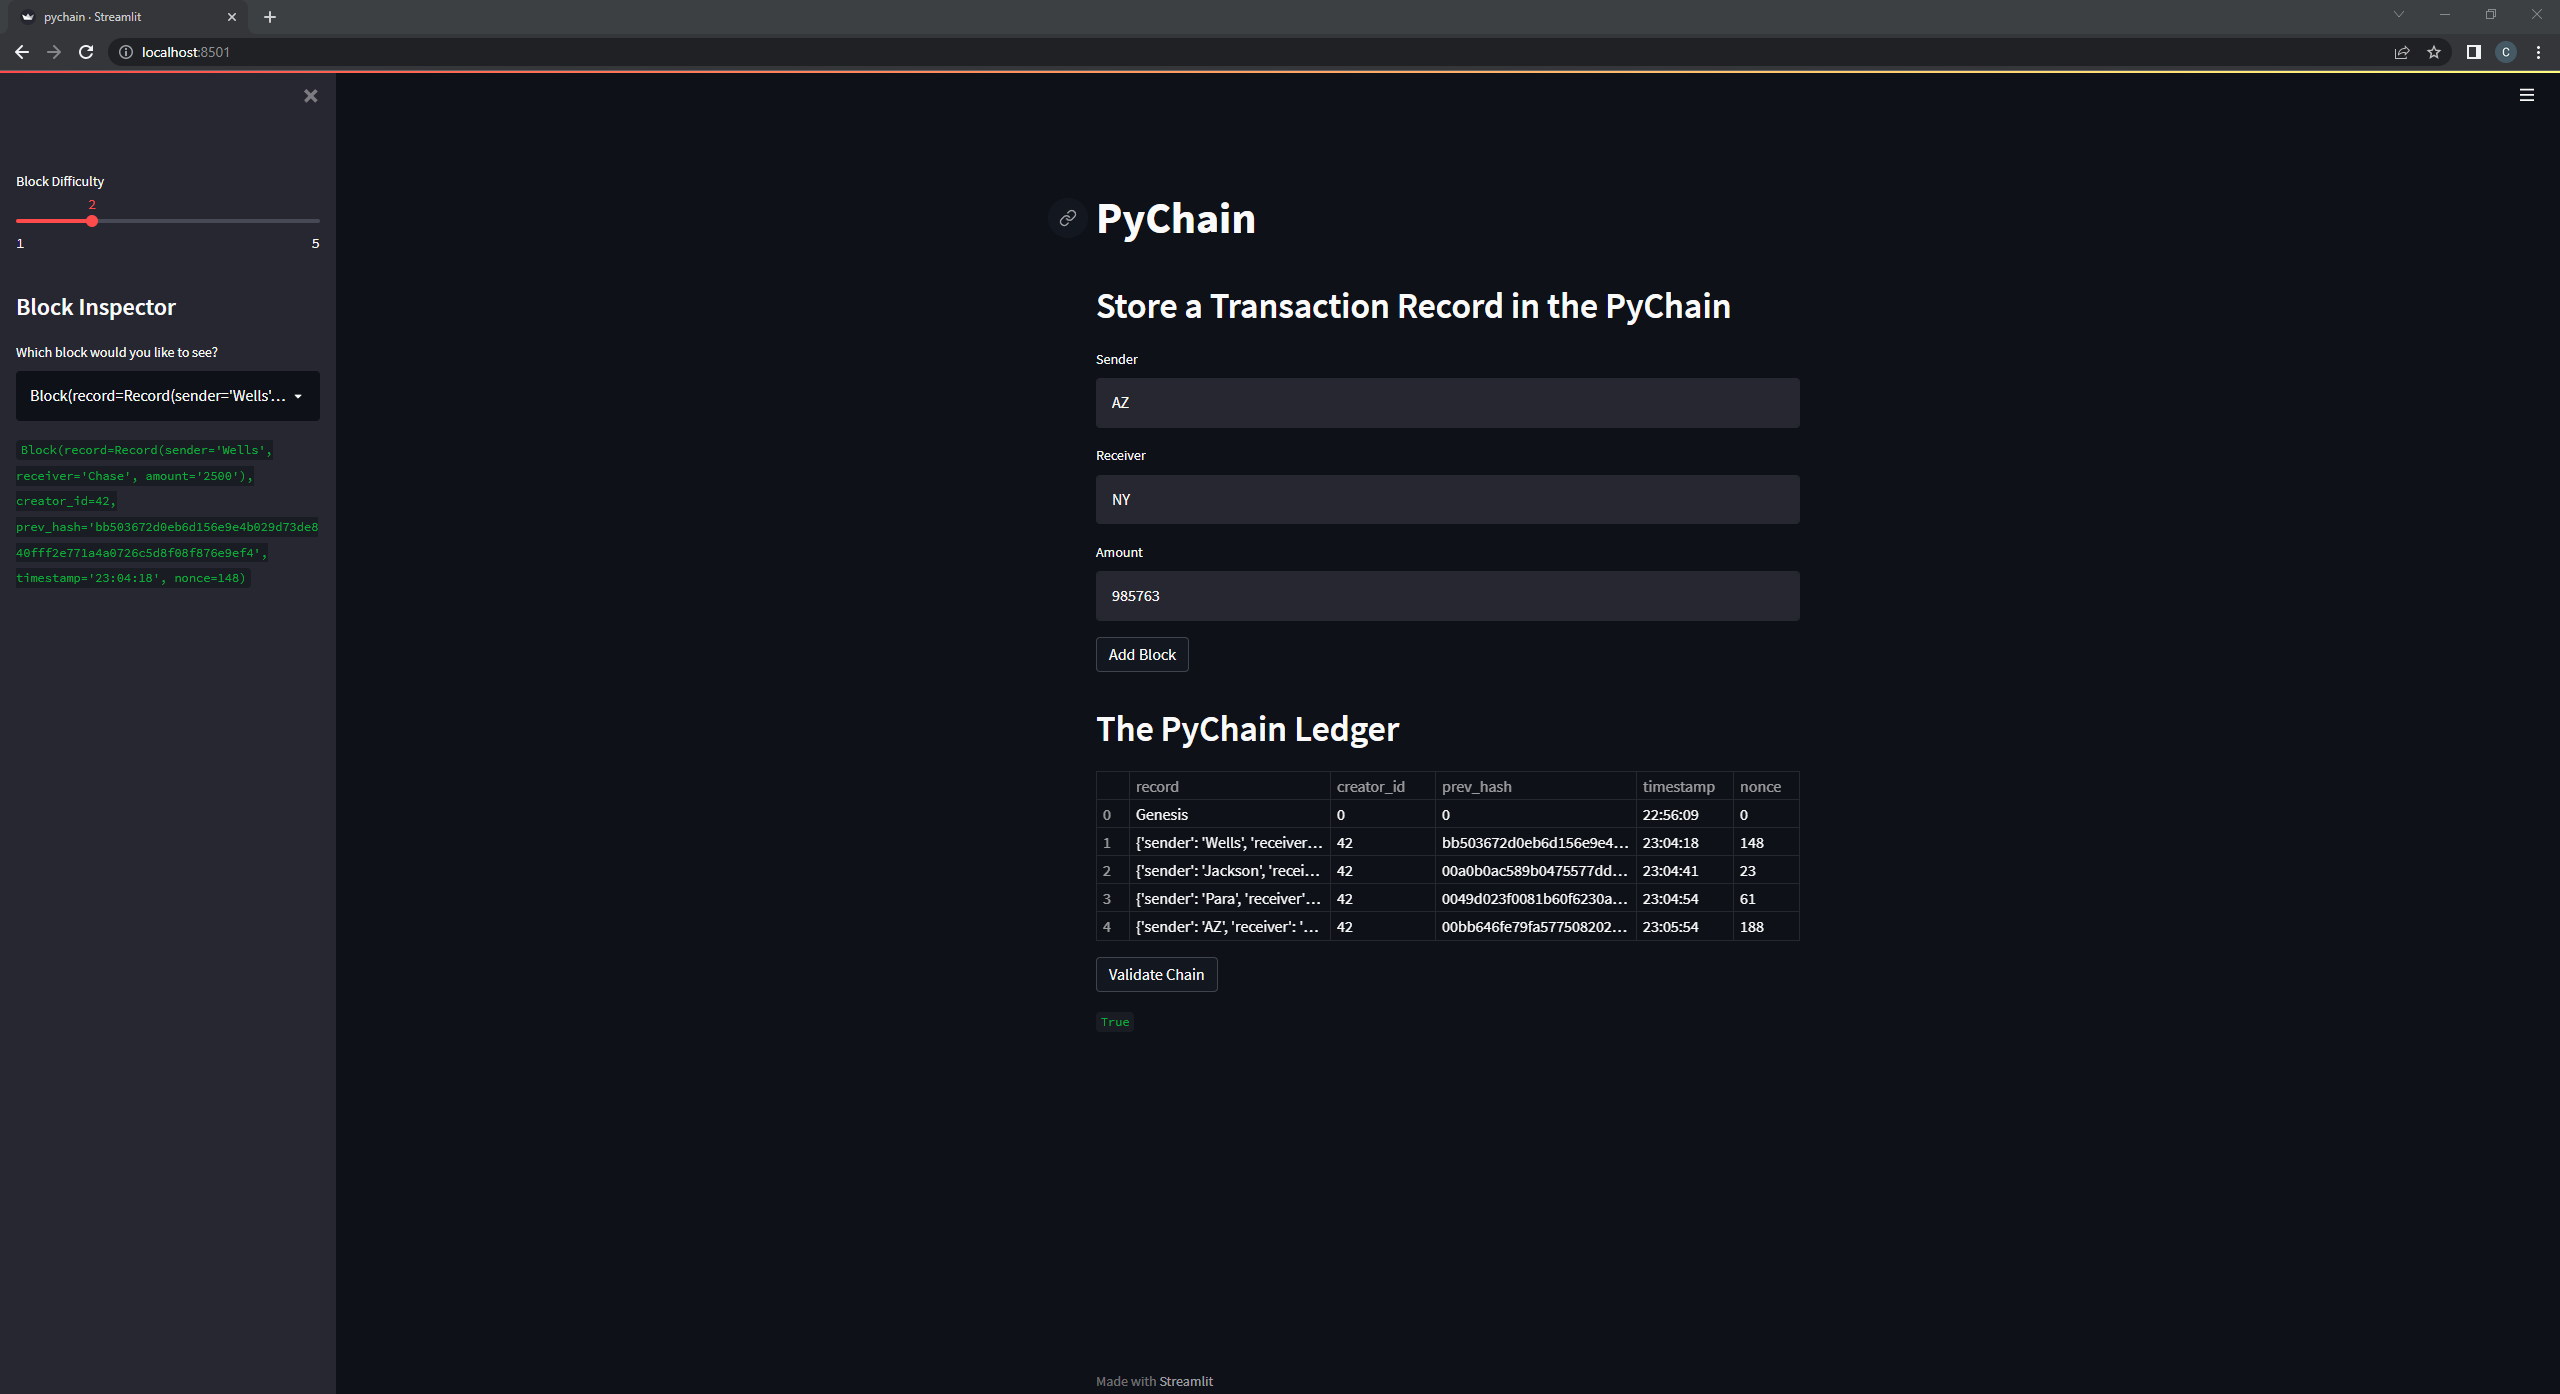 pychain · Streamlit
localhost:8501
C
Block Difficulty
2
1 5
Block Inspector
Which block would you like to see?
Block(record=Record(sender='Wells'...
Block(record=Record(sender='Wells',
receiver='Chase', amount='2500'),
creator_id=42,
prev_hash='bb503672d0eb6d156e9e4b029d73de8
40fff2e771a4a0726c5d8f08f876e9ef4',
timestamp='23:04:18', nonce=148)
PyChain
Store a Transaction Record in the PyChain
Sender
AZ
Receiver
NY
Amount
985763
Add Block
The PyChain Ledger
record creator_id prev_hash timestamp nonce
0 Genesis 0 0 22:56:09 0
1 {'sender': 'Wells', 'receiver... 42 bb503672d0eb6d156e9e4... 23:04:18 148
2 {'sender': 'Jackson', 'recei... 42 00a0b0ac589b0475577dd... 23:04:41 23
3 {'sender': 'Para', 'receiver'... 42 0049d023f0081b60f6230a... 23:04:54 61
4 {'sender': 'AZ', 'receiver': '... 42 00bb646fe79fa577508202... 23:05:54 188
Validate Chain
True
Made with Streamlit